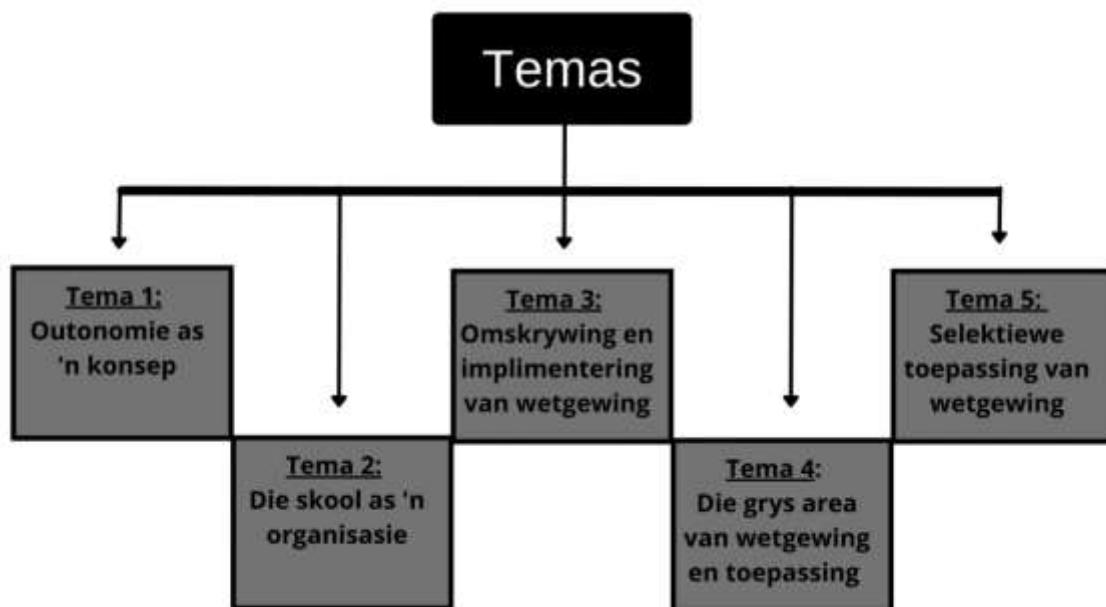 Temas
Tema 1:
Outonomie as
'n konsep
Tema 2:
Die skool as 'n
organisasie
Tema 3:
Omskrywing en
implimentering
van wetgewing
Tema 4:
Die grys area
van wetgewing
en toepassing
Tema 5:
Selektiewe
toepassing van
wetgewing